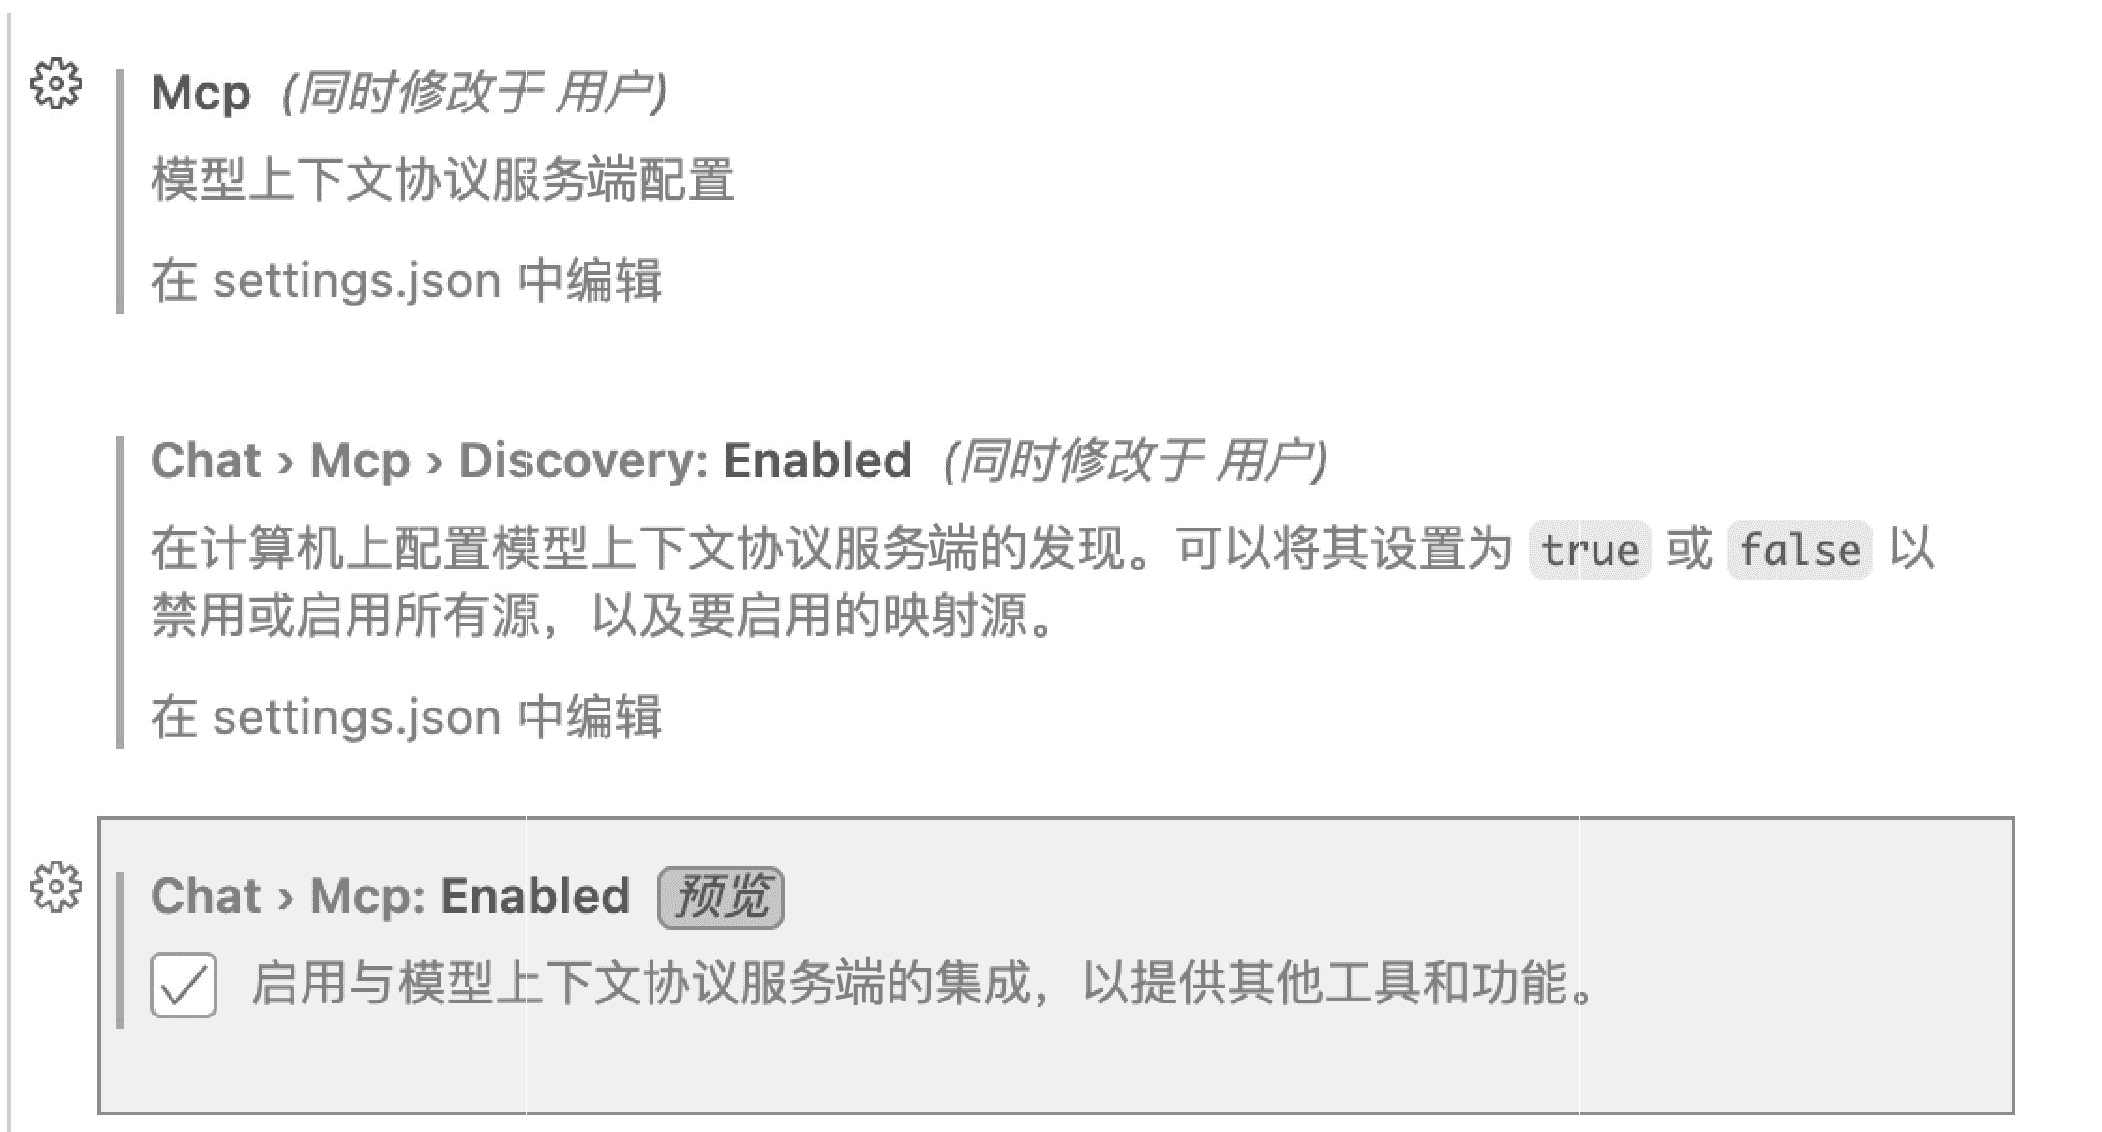 Mcp (同时修改于 用户)
模型上下文协议服务端配置
在 settings.json 中编辑
Chat › Mcp › Discovery: Enabled (同时修改于 用户)
在计算机上配置模型上下文协议服务端的发现。可以将其设置为 true 或 false 以
禁用或启用所有源，以及要启用的映射源。
在 settings.json 中编辑
Chat › Mcp: Enabled 预览
启用与模型上下文协议服务端的集成，以提供其他工具和功能。